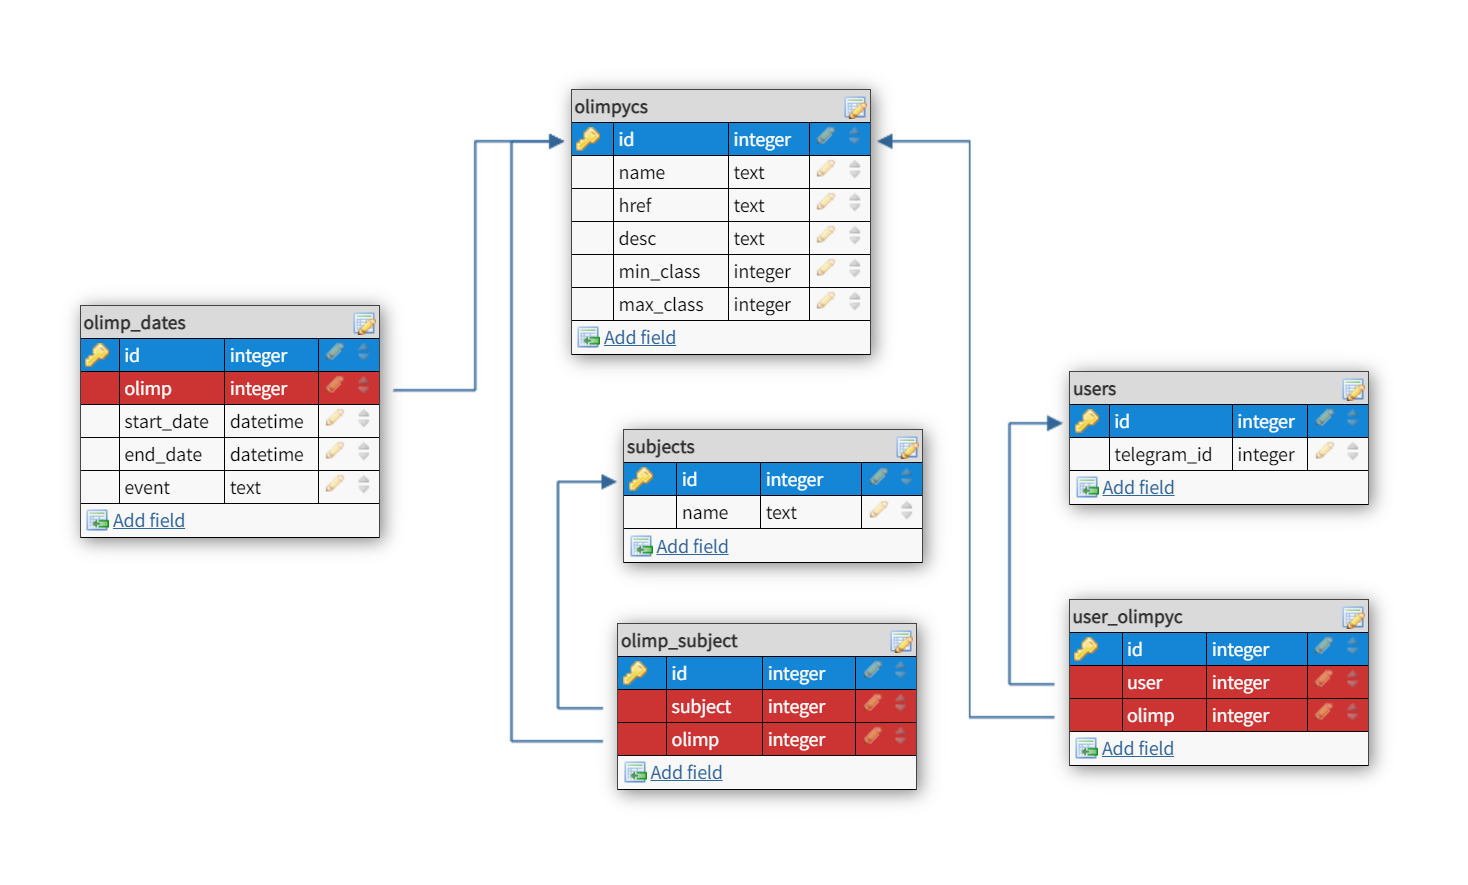 olimpycs
id integer
name text
href text
desc text
min_class integer
max_class integer
Add field
olimp_dates
id integer
olimp integer
start_date datetime
end_date datetime
event text
Add field
subjects
id integer
name text
Add field
olimp_subject
id integer
subject integer
olimp integer
Add field
users
id integer
telegram_id integer
Add field
user_olimpyc
id integer
user integer
olimp integer
Add field